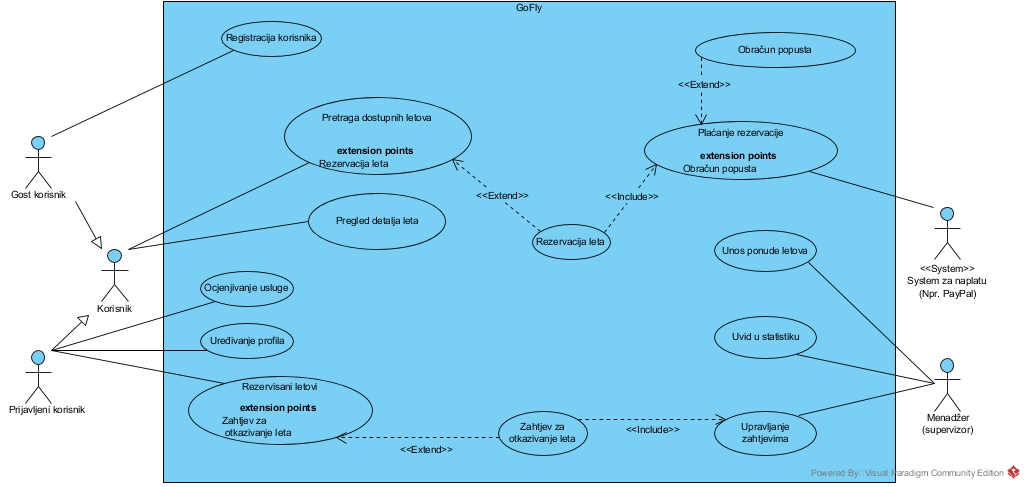 GoFly
Registracija korisnika
Obračun popusta
<<Extend>>
Pretraga dostupnih letova
extension points
Rezervacija leta
Plaćanje rezervacije
extension points
Obračun popusta
Gost korisnik
<<Extend>>
<<Include>>
Pregled detalja leta
Rezervacija leta
Unos ponude letova
<<System>>
System za naplatu
(Npr. PayPal)
Korisnik
Ocjenjivanje usluge
Uređivanje profila
Uvid u statistiku
Prijavljeni korisnik
Rezervisani letovi
extension points
Zahtjev za
otkazivanje leta
Zahtjev za
otkazivanje leta
<<Extend>>
<<Include>>
Upravljanje
zahtjevima
Menadžer
(supervizor)
Powered By Visual Paradigm Community Edition